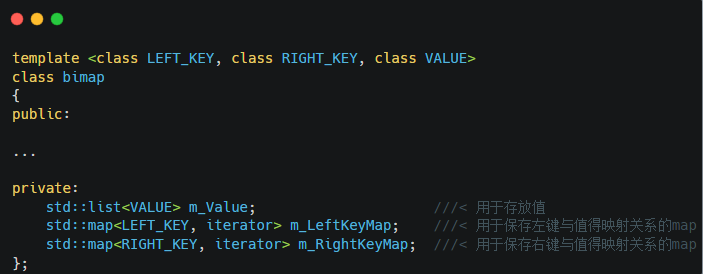 template <class LEFT_KEY, class RIGHT_KEY, class VALUE>
class bimap
{
public:
...
private:
    std::list<VALUE> m_Value;                     ///< 用于存放值
    std::map<LEFT_KEY, iterator> m_LeftKeyMap;    ///< 用于保存左键与值得映射关系的map
    std::map<RIGHT_KEY, iterator> m_RightKeyMap;  ///< 用于保存右键与值得映射关系的map
};